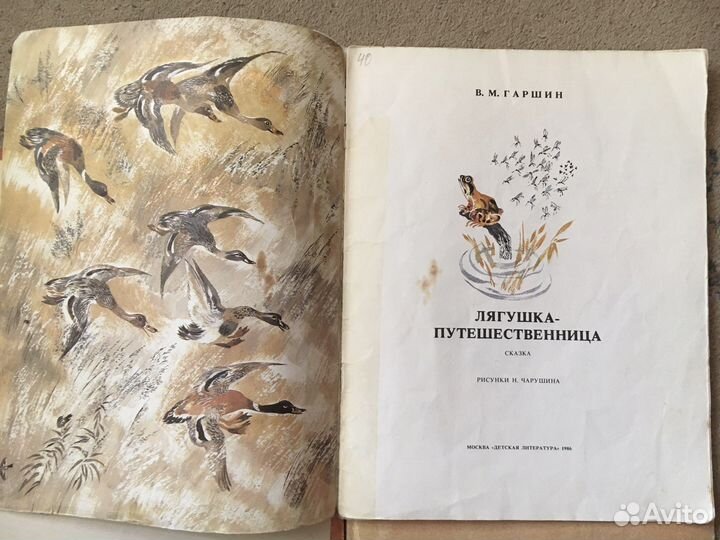 40
В. М. ГАРШИН
ЛЯГУШКА-
ПУТЕШЕСТВЕННИЦА
СКАЗКА
РИСУНКИ Н. ЧАРУШИНА
МОСКВА «ДЕТСКАЯ ЛИТЕРАТУРА» 1986
Avito